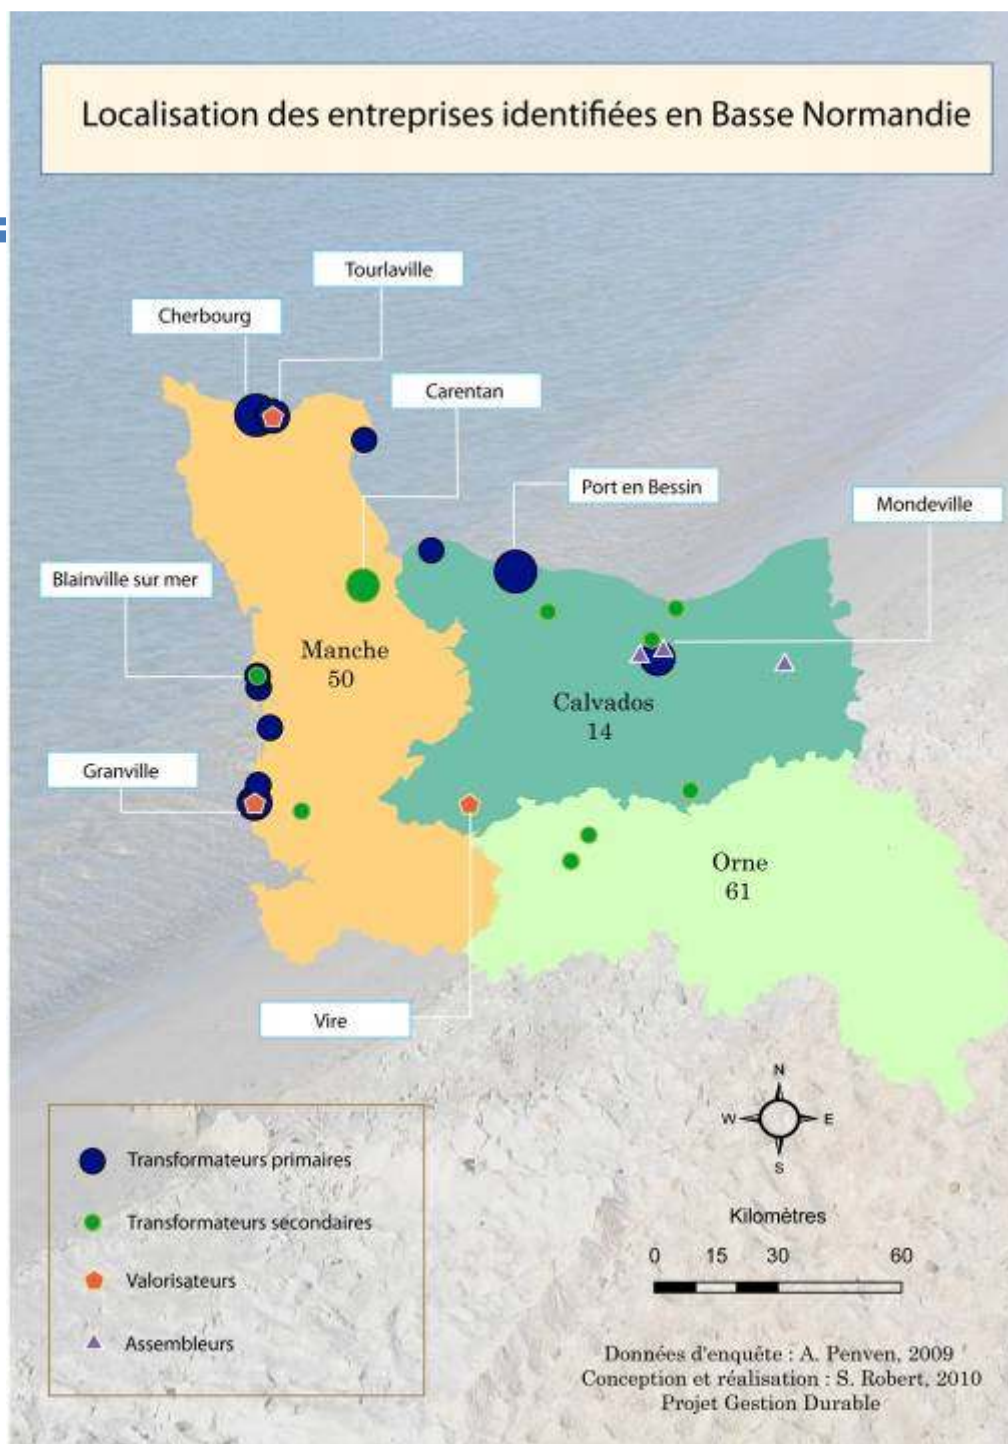 Localisation des entreprises identifiées en Basse Normandie
Tourlaville
Cherbourg
Carentan
Port en Bessin
Mondeville
Blainville sur mer
Manche
50
Calvados
14
Granville
Orne
61
Vire
N
W E
S
Transformateurs primaires
Transformateurs secondaires
Valorisateurs
Assembleurs
Kilomètres
0 15 30 60
Données d'enquête : A. Penven, 2009
Conception et réalisation : S. Robert, 2010
Projet Gestion Durable